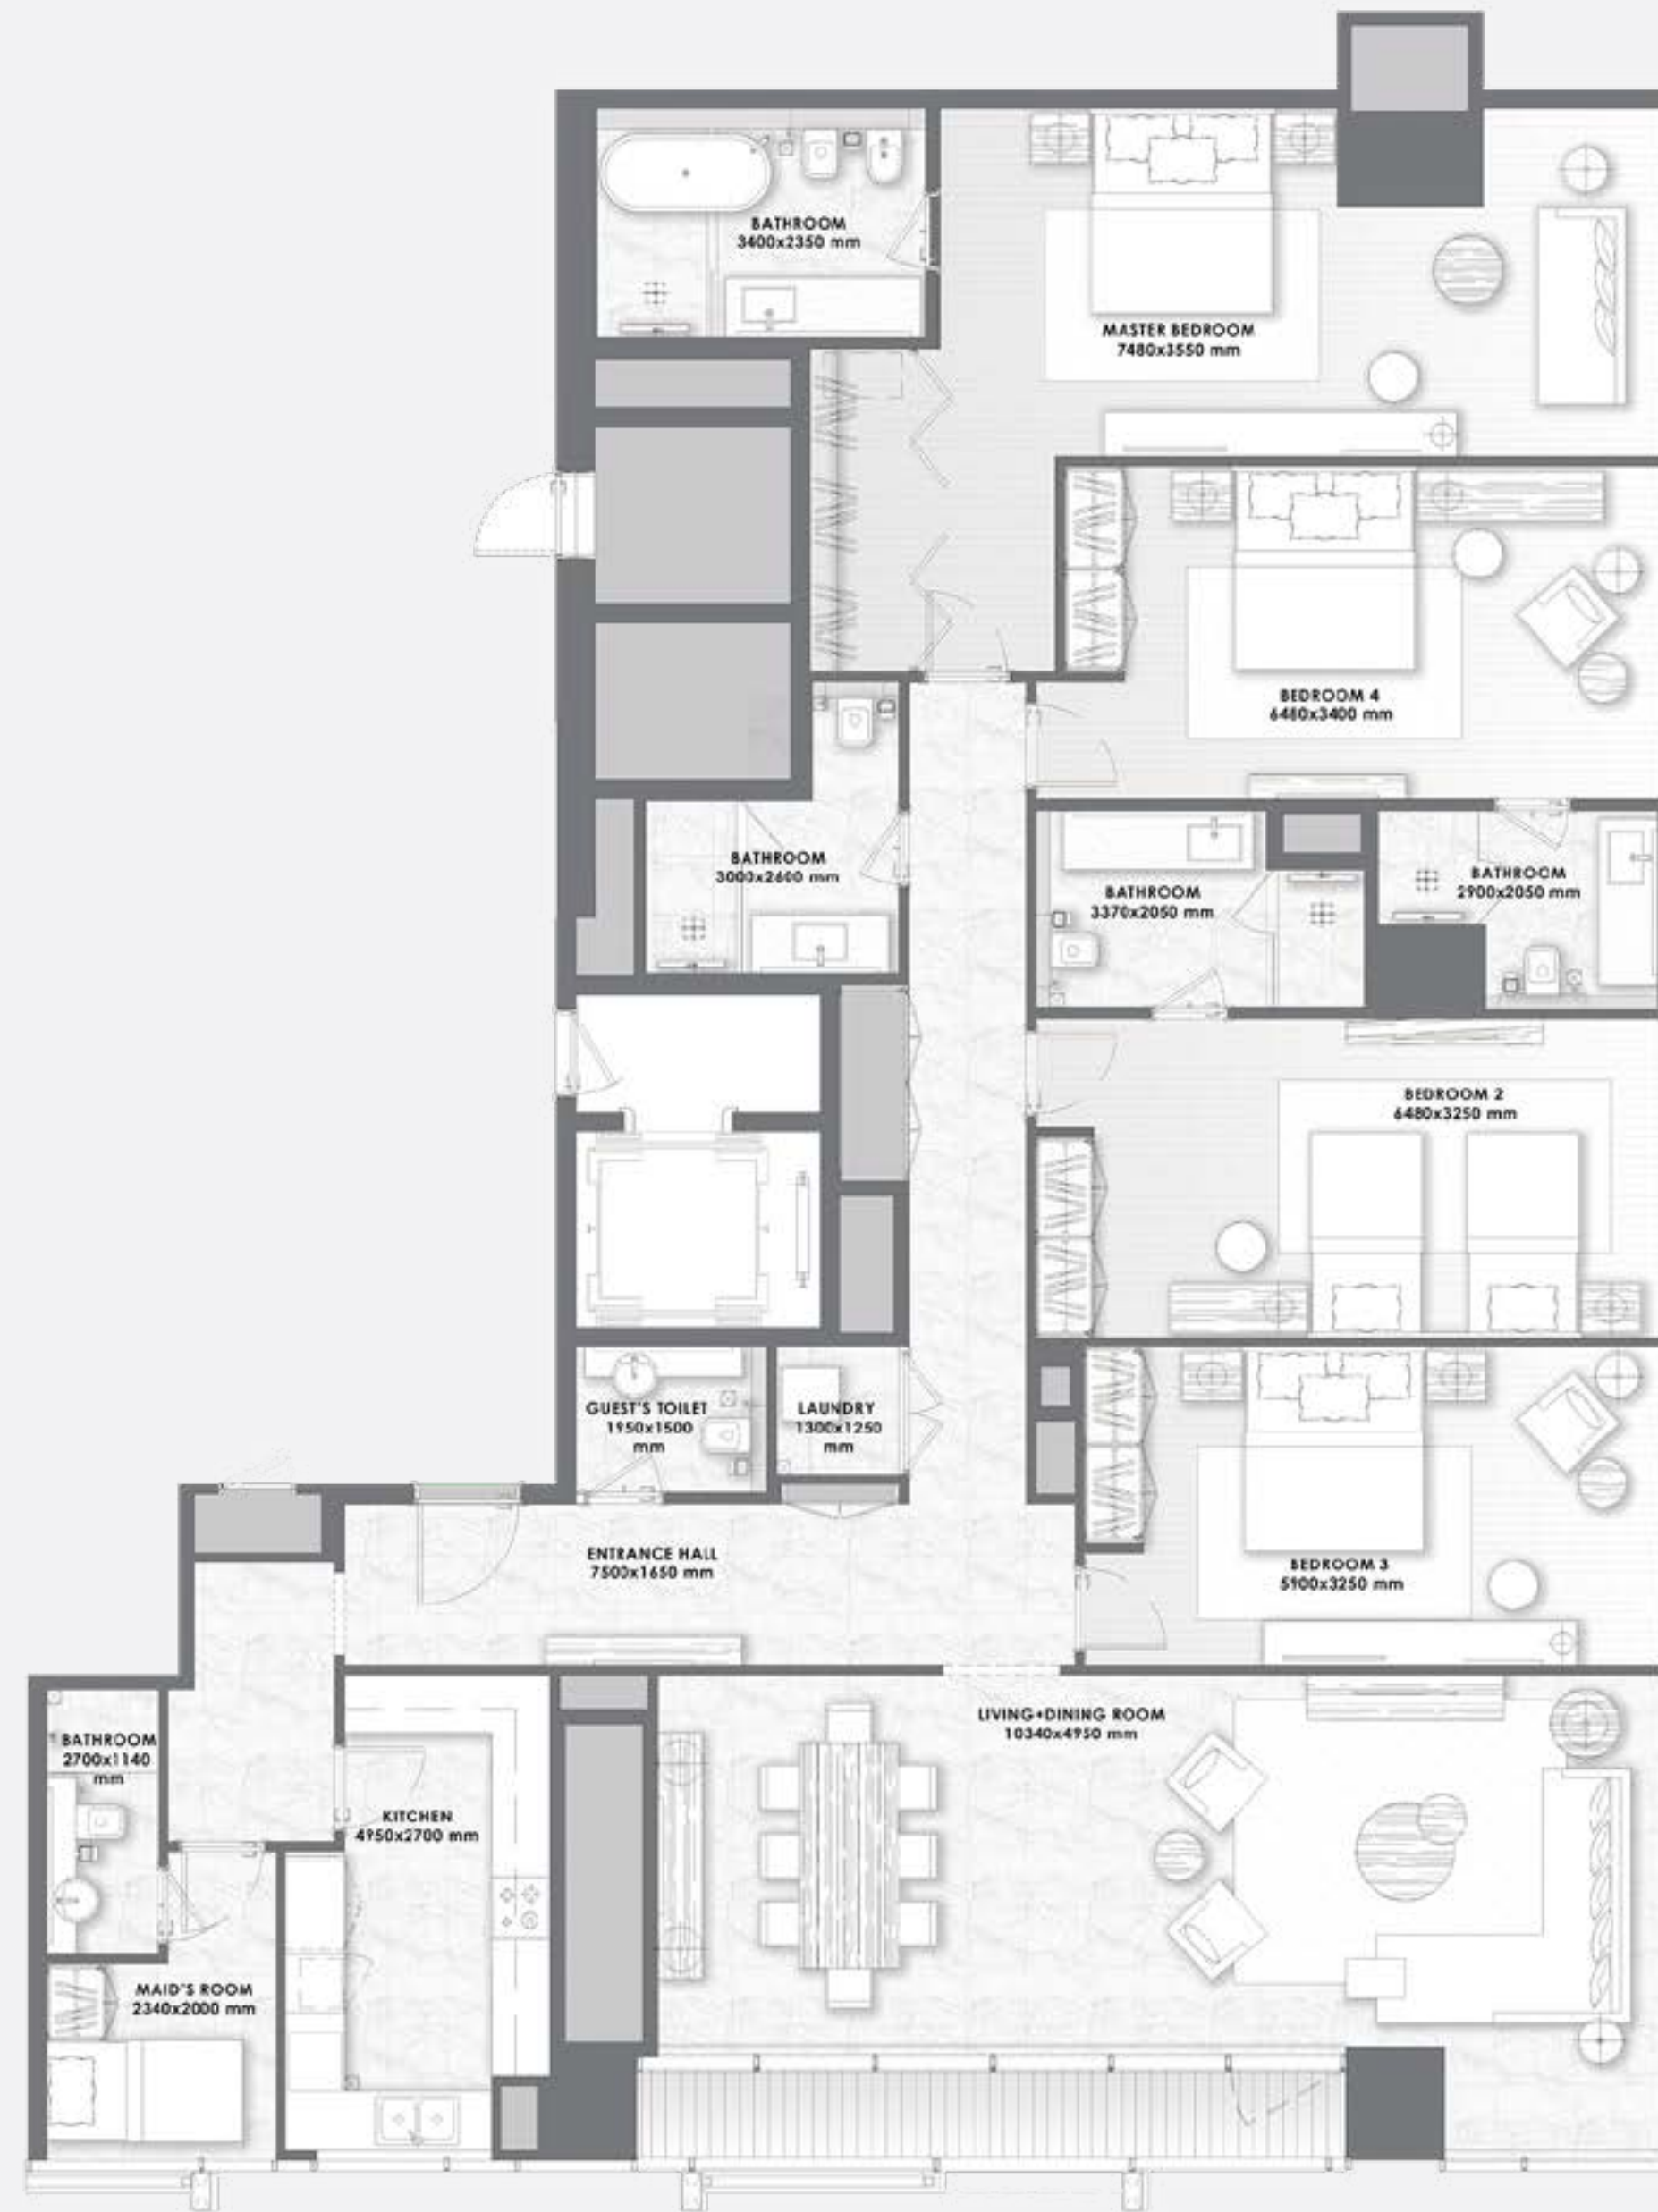 BATHROOM
3400x2350 mm
MASTER BEDROOM
7480x3550 mm
BEDROOM 4
6480x3400 mm
BATHROOM
3000x2600 mm
BATHROOM
3370x2050 mm
BATHROOM
2900x2050 mm
BEDROOM 2
6480x3250 mm
GUEST'S TOILET
1950x1500
mm
LAUNDRY
1300x1250
mm
ENTRANCE HALL
7500x1650 mm
BEDROOM 3
5900x3250 mm
LIVING+DINING ROOM
10340x4950 mm
BATHROOM
2700x1140
mm
KITCHEN
4950x2700 mm
MAID'S ROOM
2340x2000 mm